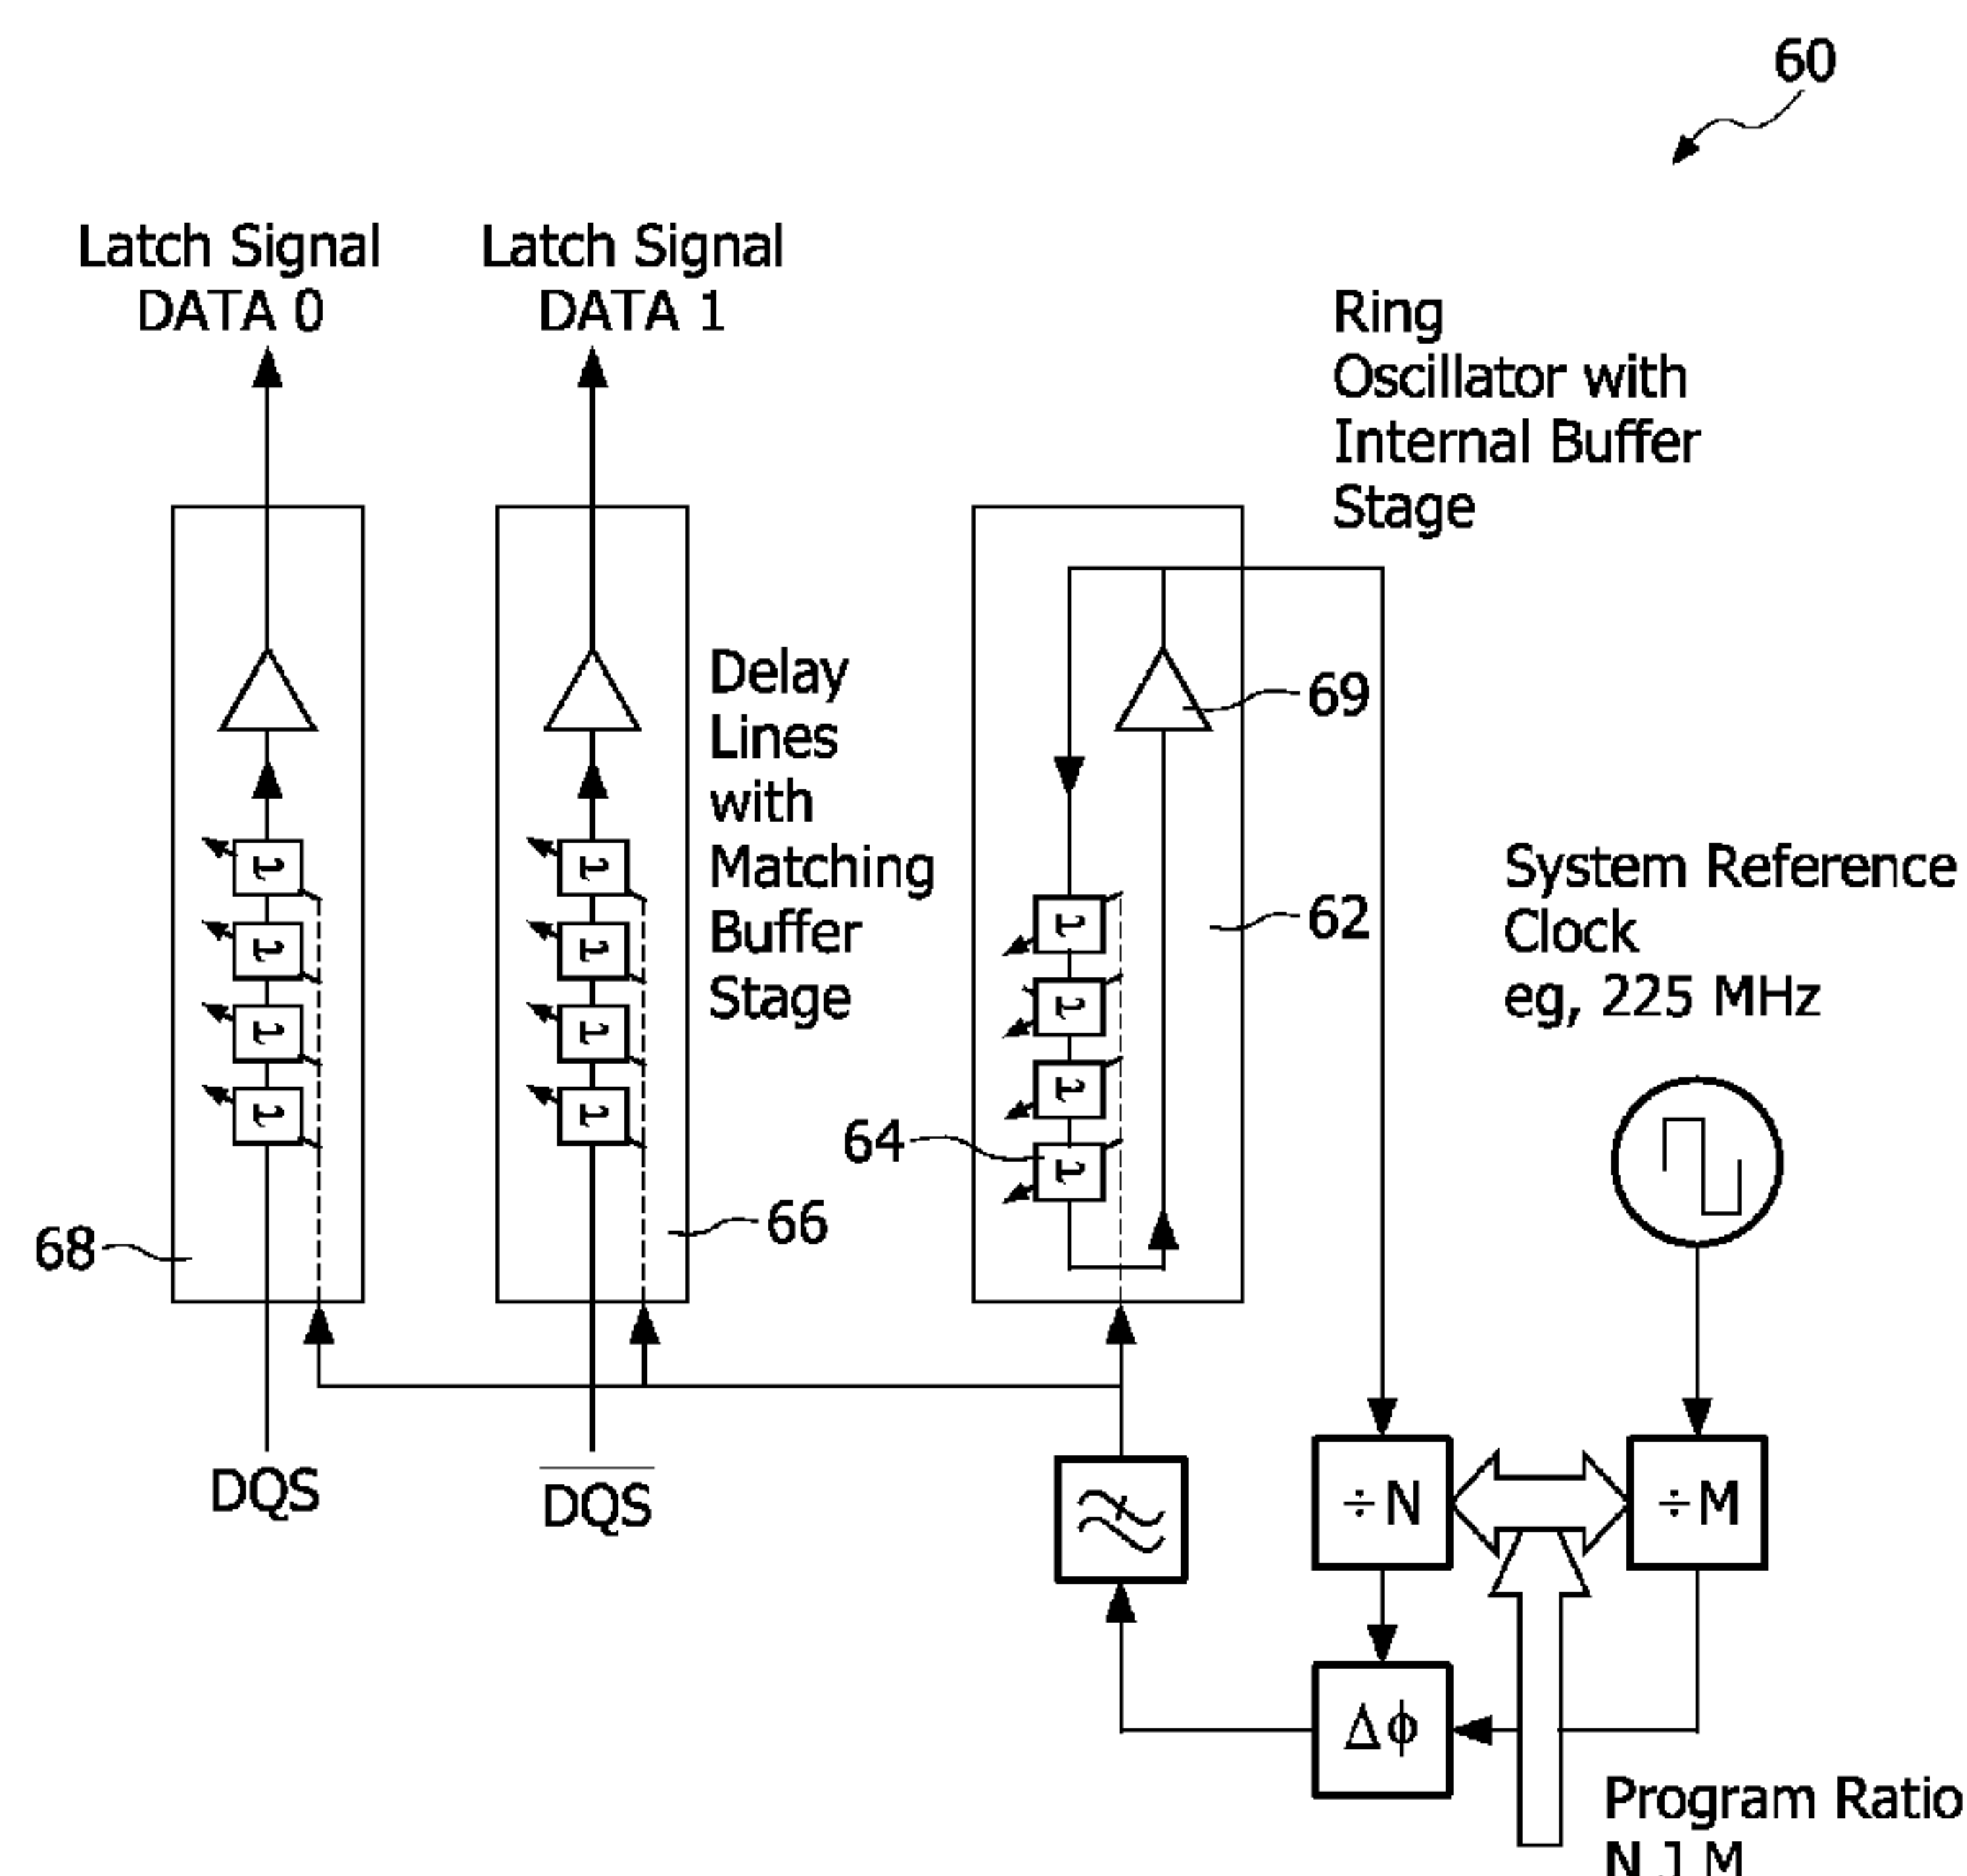 60
Latch Signal
DATA 0
Latch Signal
DATA 1
Ring
Oscillator with
Internal Buffer
Stage
Delay
Lines
with
Matching
Buffer
Stage
69
62
System Reference
Clock
eg, 225 MHz
τ
τ
τ
τ
τ
τ
τ
τ
τ
τ
τ
τ
64
66
68
DQS
D̅Q̅S̅
÷N
÷M
Δϕ
Program Ratio